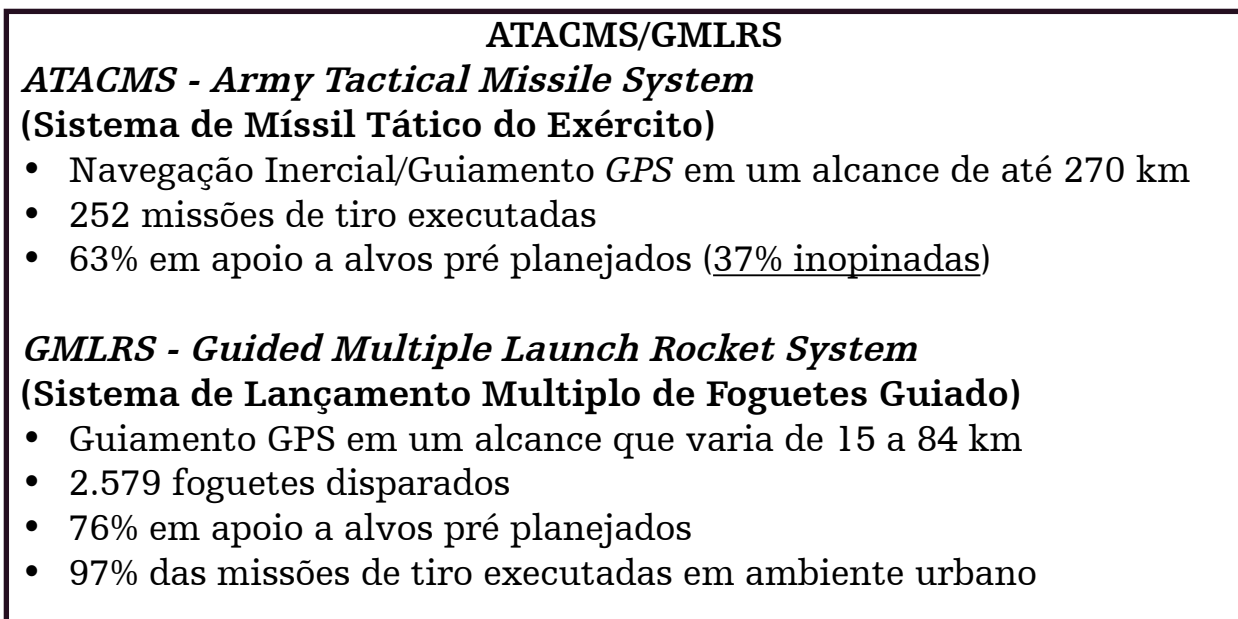 ATACMS/GMLRS
ATACMS - Army Tactical Missile System
(Sistema de Míssil Tático do Exército)
• Navegação Inercial/Guiamento GPS em um alcance de até 270 km
• 252 missões de tiro executadas
• 63% em apoio a alvos pré planejados (37% inopinadas)
GMLRS - Guided Multiple Launch Rocket System
(Sistema de Lançamento Multiplo de Foguetes Guiado)
• Guiamento GPS em um alcance que varia de 15 a 84 km
• 2.579 foguetes disparados
• 76% em apoio a alvos pré planejados
• 97% das missões de tiro executadas em ambiente urbano